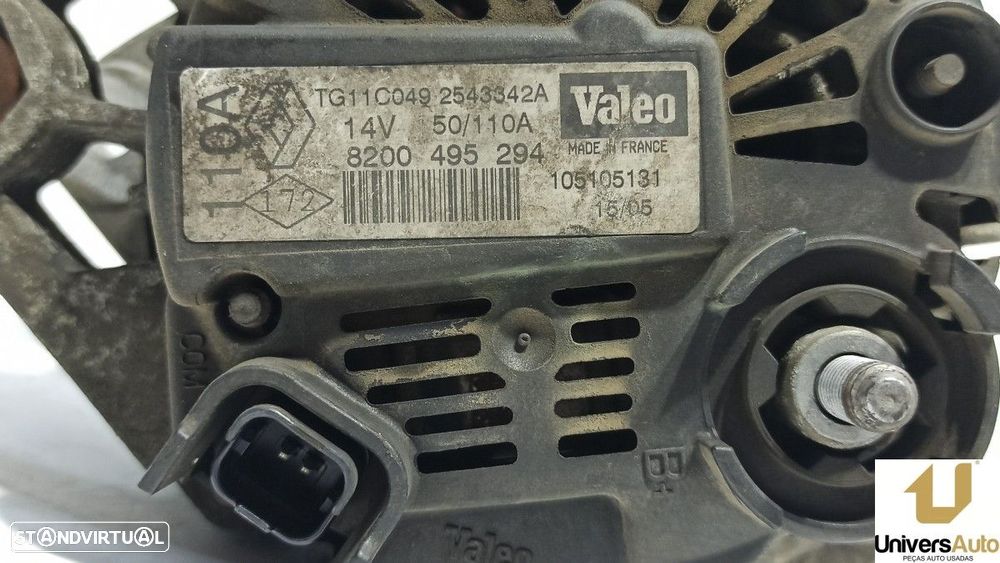 110A
TG11C049 2543342A
14V 50/110A
8200 495 294
172
Valeo
MADE IN FRANCE
105105131
15/05
COM
B+
Valeo
STANDVIRTUAL
UniversAuto
PEÇAS AUTO USADAS